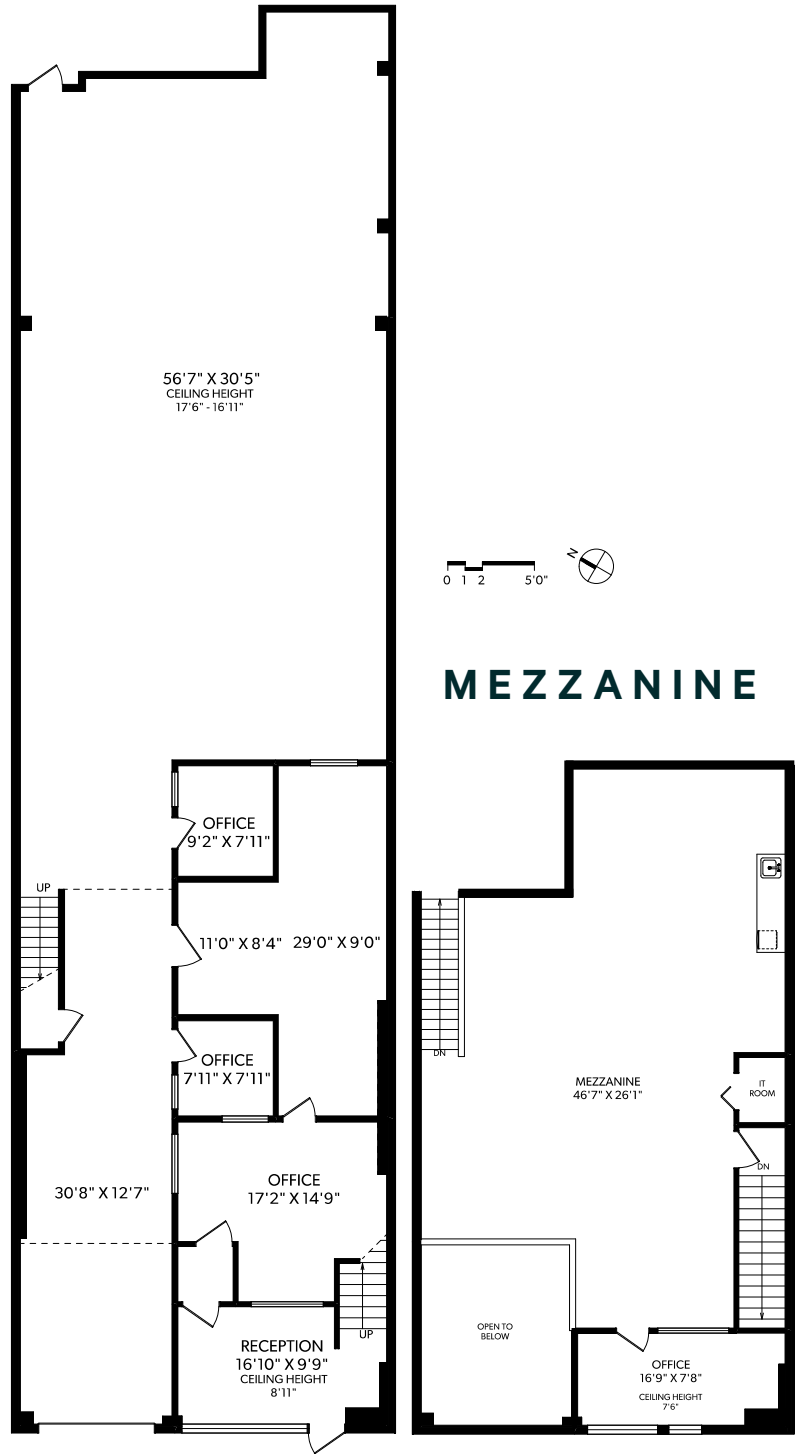 56'7" X 30'5"
CEILING HEIGHT
17'6" - 16'11"
N
0 1 2 5'0"
MEZZANINE
OFFICE
9'2" X 7'11"
UP
11'0" X 8'4" 29'0" X 9'0"
OFFICE
7'11" X 7'11"
30'8" X 12'7"
OFFICE
17'2" X 14'9"
UP
RECEPTION
16'10" X 9'9"
CEILING HEIGHT
8'11"
DN
MEZZANINE
46'7" X 26'1"
IT
ROOM
DN
OPEN TO
BELOW
OFFICE
16'9" X 7'8"
CEILING HEIGHT
7'6"